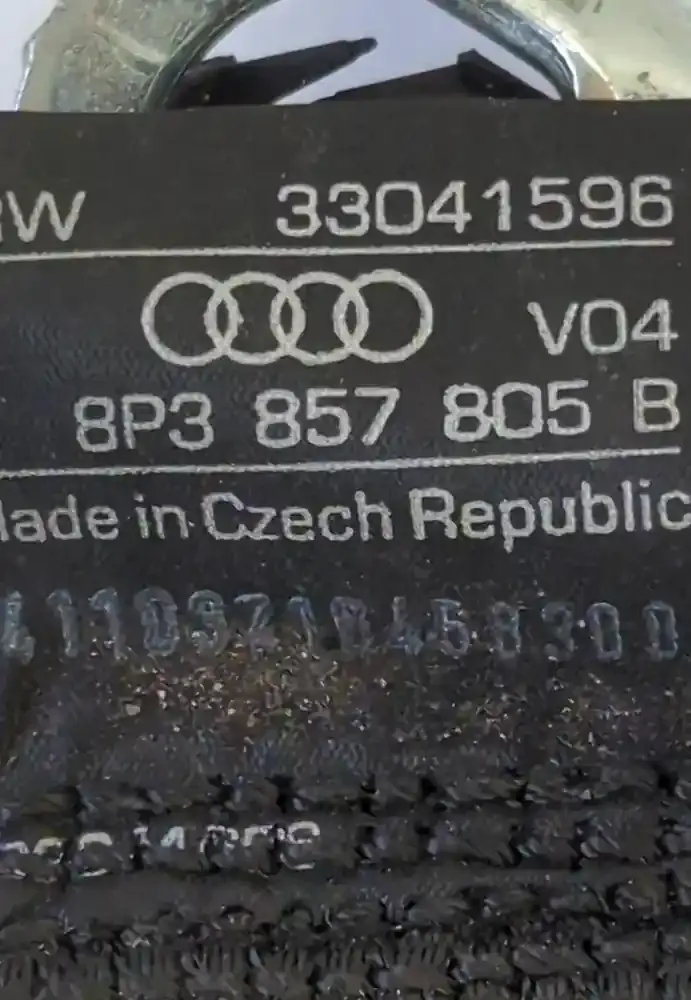 RW 33041596
V04
8P3 857 805 B
Made in Czech Republic